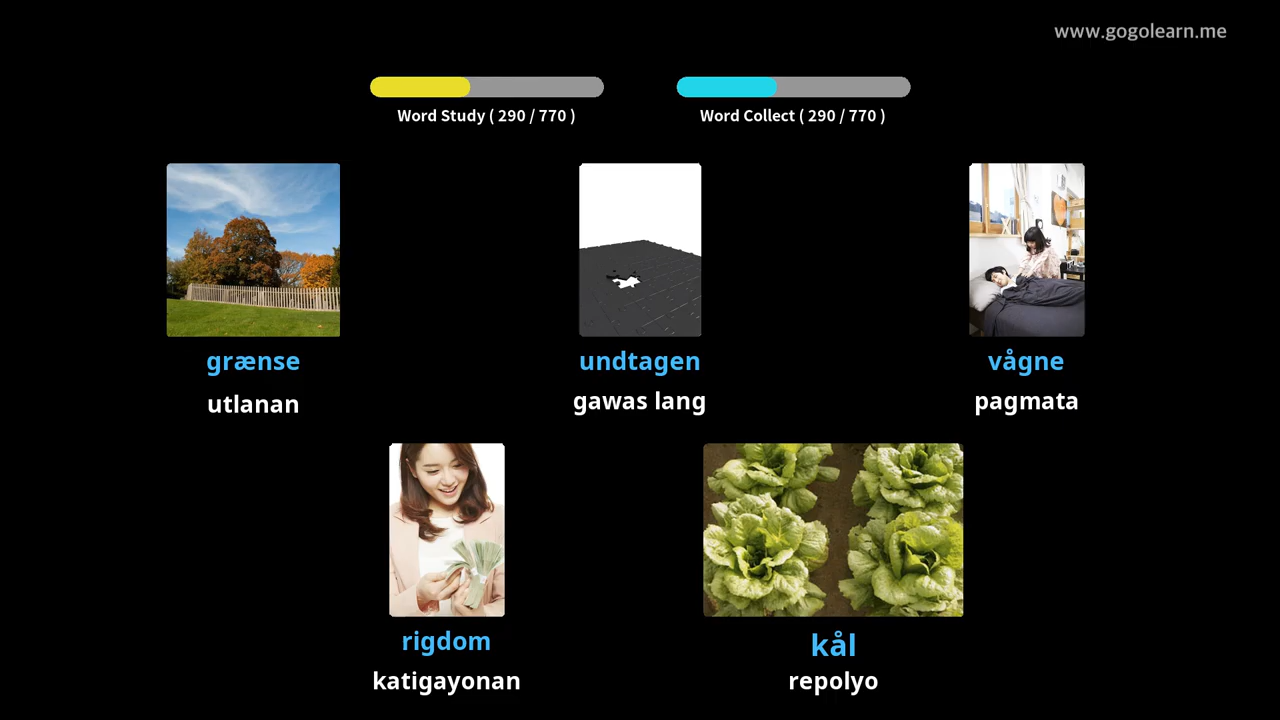 www.gogolearn.me
Word Study ( 290 / 770 )
Word Collect ( 290 / 770 )
grænse
utlanan
undtagen
gawas lang
vågne
pagmata
rigdom
katigayonan
kål
repolyo